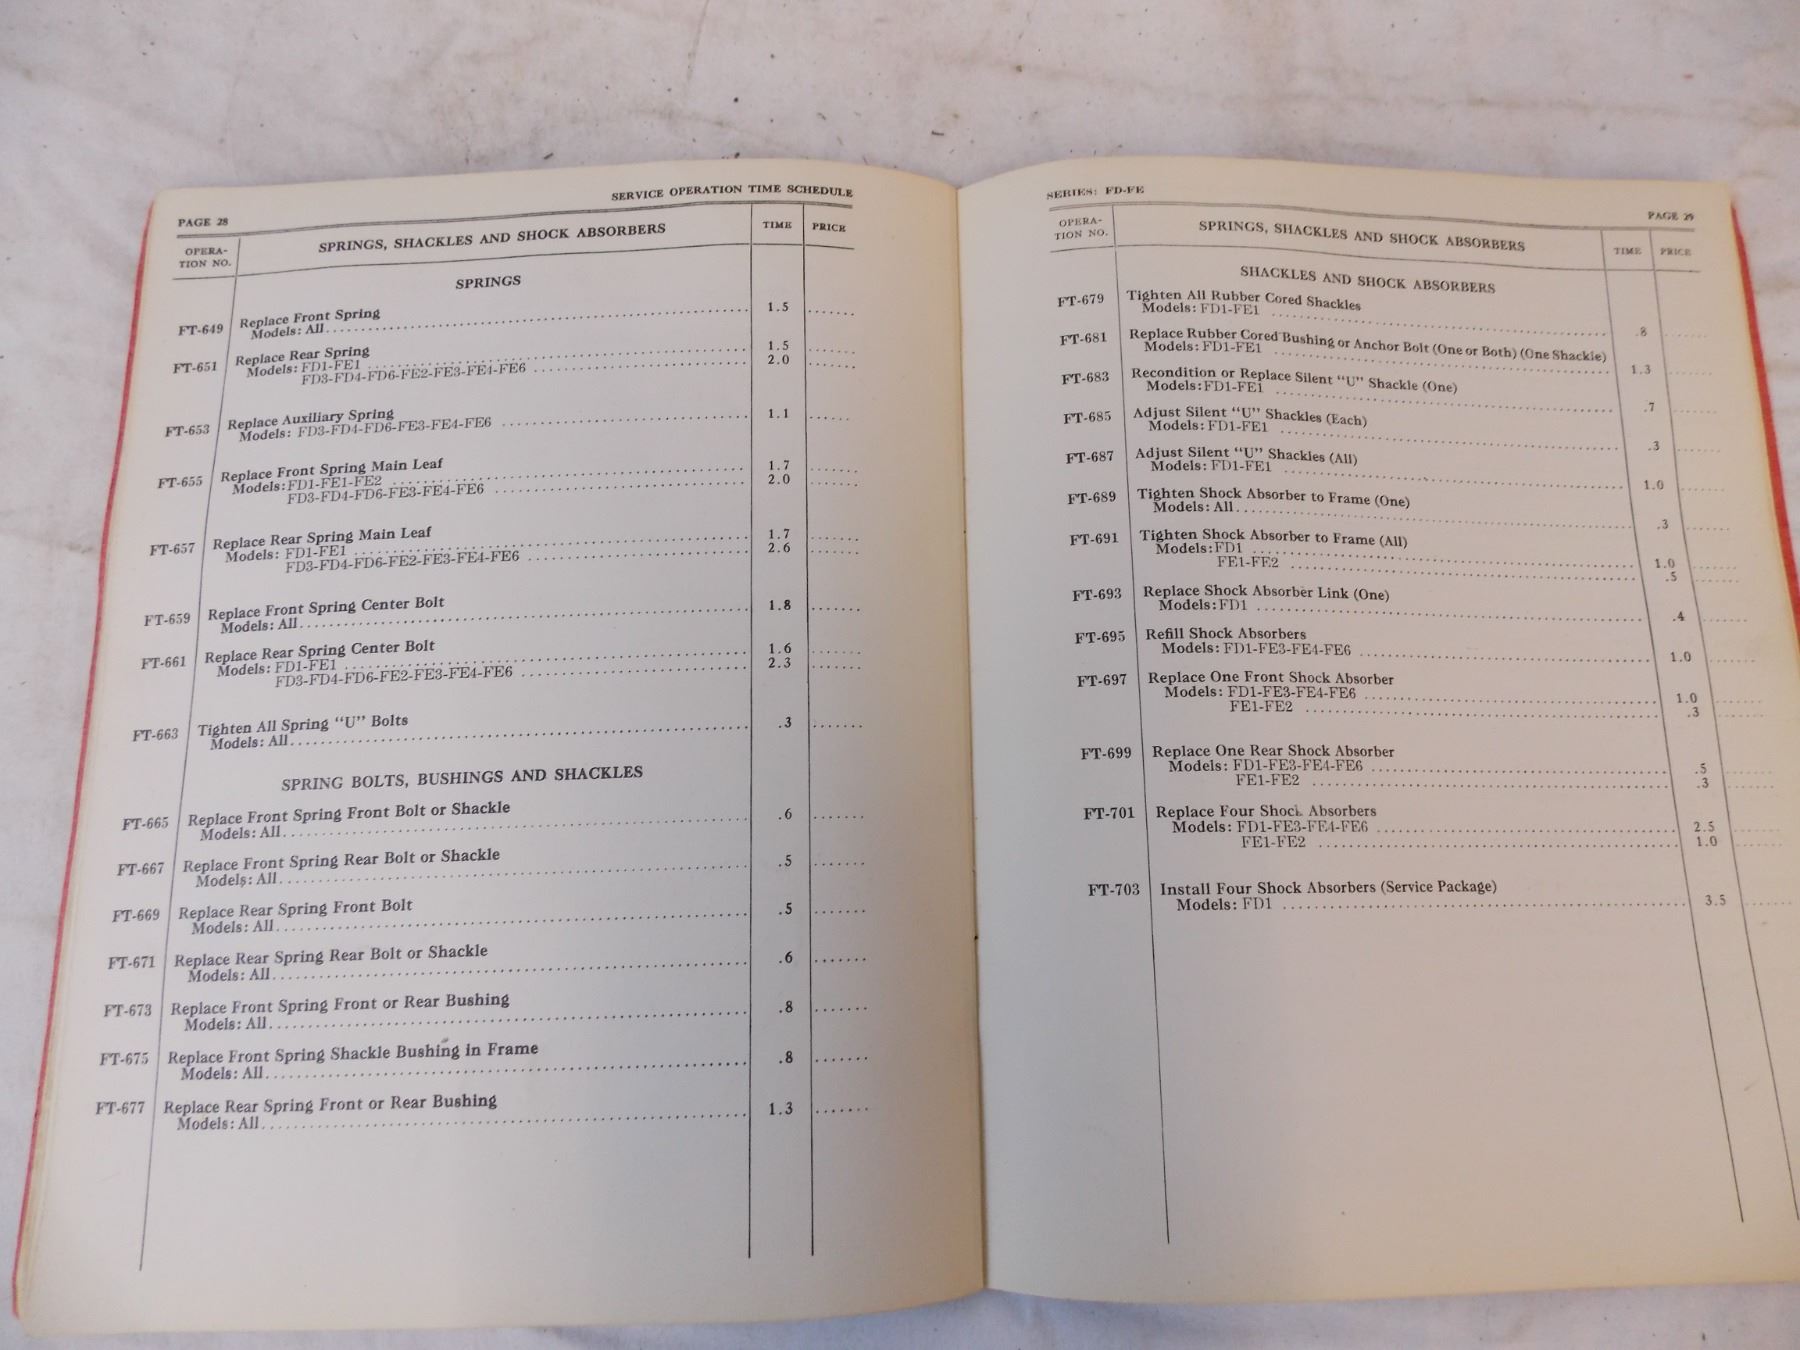 PAGE 28
SERVICE OPERATION TIME SCHEDULE
OPERA-
TION NO.
SPRINGS, SHACKLES AND SHOCK ABSORBERS
TIME
PRICE
SPRINGS
FT-649
Replace Front Spring
Models: All
1.5
FT-651
Replace Rear Spring
Models: FD1-FE1
1.5
FD3-FD4-FD6-FE2-FE3-FE4-FE6
2.0
FT-653
Replace Auxiliary Spring
Models: FD3-FD4-FD6-FE3-FE4-FE6
1.1
FT-655
Replace Front Spring Main Leaf
Models: FD1-FE1-FE2
1.7
FD3-FD4-FD6-FE3-FE4-FE6
2.0
FT-657
Replace Rear Spring Main Leaf
Models: FD1-FE1
1.7
FD3-FD4-FD6-FE2-FE3-FE4-FE6
2.6
FT-659
Replace Front Spring Center Bolt
Models: All
1.8
FT-661
Replace Rear Spring Center Bolt
Models: FD1-FE1
1.6
FD3-FD4-FD6-FE2-FE3-FE4-FE6
2.3
FT-663
Tighten All Spring "U" Bolts
Models: All
.3
SPRING BOLTS, BUSHINGS AND SHACKLES
FT-665
Replace Front Spring Front Bolt or Shackle
Models: All
.6
FT-667
Replace Front Spring Rear Bolt or Shackle
Models: All
.5
FT-669
Replace Rear Spring Front Bolt
Models: All
.5
FT-671
Replace Rear Spring Rear Bolt or Shackle
Models: All
.6
FT-673
Replace Front Spring Front or Rear Bushing
Models: All
.8
FT-675
Replace Front Spring Shackle Bushing in Frame
Models: All
.8
FT-677
Replace Rear Spring Front or Rear Bushing
Models: All
1.3
SERIES: FD-FE
PAGE 29
OPERA-
TION NO.
SPRINGS, SHACKLES AND SHOCK ABSORBERS
TIME
PRICE
SHACKLES AND SHOCK ABSORBERS
FT-679
Tighten All Rubber Cored Shackles
Models: FD1-FE1
.8
FT-681
Replace Rubber Cored Bushing or Anchor Bolt (One or Both) (One Shackle)
Models: FD1-FE1
1.3
FT-683
Recondition or Replace Silent "U" Shackle (One)
Models: FD1-FE1
.7
FT-685
Adjust Silent "U" Shackles (Each)
Models: FD1-FE1
.3
FT-687
Adjust Silent "U" Shackles (All)
Models: FD1-FE1
1.0
FT-689
Tighten Shock Absorber to Frame (One)
Models: All
.3
FT-691
Tighten Shock Absorber to Frame (All)
Models: FD1
1.0
FE1-FE2
.5
FT-693
Replace Shock Absorber Link (One)
Models: FD1
.4
FT-695
Refill Shock Absorbers
Models: FD1-FE3-FE4-FE6
1.0
FT-697
Replace One Front Shock Absorber
Models: FD1-FE3-FE4-FE6
1.0
FE1-FE2
.3
FT-699
Replace One Rear Shock Absorber
Models: FD1-FE3-FE4-FE6
.5
FE1-FE2
.3
FT-701
Replace Four Shock Absorbers
Models: FD1-FE3-FE4-FE6
2.5
FE1-FE2
1.0
FT-703
Install Four Shock Absorbers (Service Package)
Models: FD1
3.5